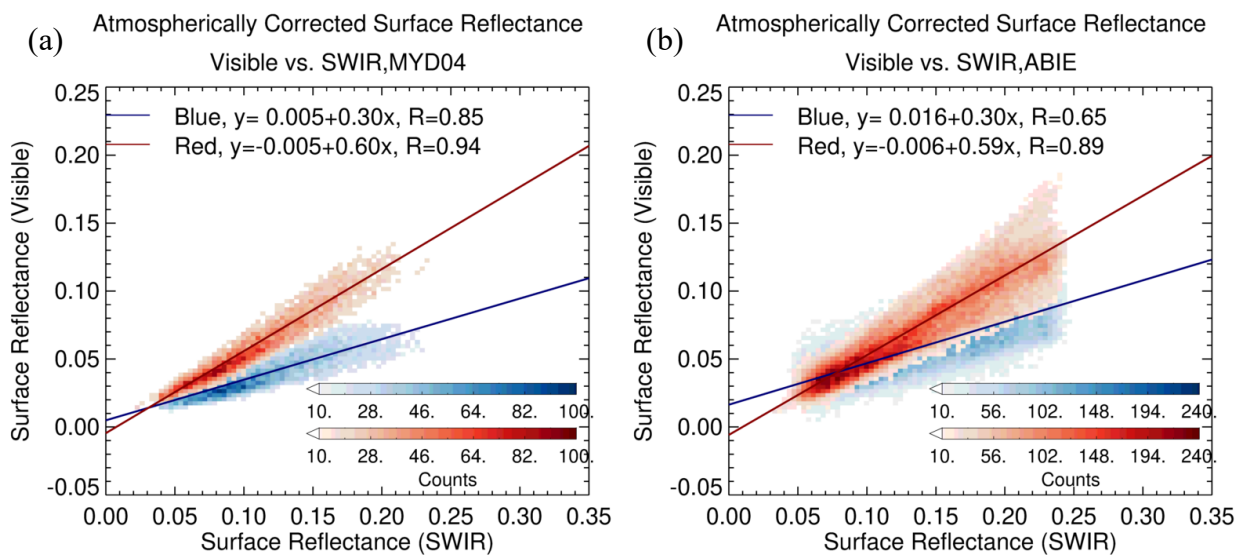 (a)
Atmospherically Corrected Surface Reflectance
Visible vs. SWIR,MYD04
Blue, y= 0.005+0.30x, R=0.85
Red, y=-0.005+0.60x, R=0.94
Surface Reflectance (Visible)
0.25
0.20
0.15
0.10
0.05
0.00
-0.05
10. 28. 46. 64. 82. 100.
10. 28. 46. 64. 82. 100.
Counts
0.00 0.05 0.10 0.15 0.20 0.25 0.30 0.35
Surface Reflectance (SWIR)
(b)
Atmospherically Corrected Surface Reflectance
Visible vs. SWIR,ABIE
Blue, y= 0.016+0.30x, R=0.65
Red, y=-0.006+0.59x, R=0.89
Surface Reflectance (Visible)
0.25
0.20
0.15
0.10
0.05
0.00
-0.05
10. 56. 102. 148. 194. 240.
10. 56. 102. 148. 194. 240.
Counts
0.00 0.05 0.10 0.15 0.20 0.25 0.30 0.35
Surface Reflectance (SWIR)